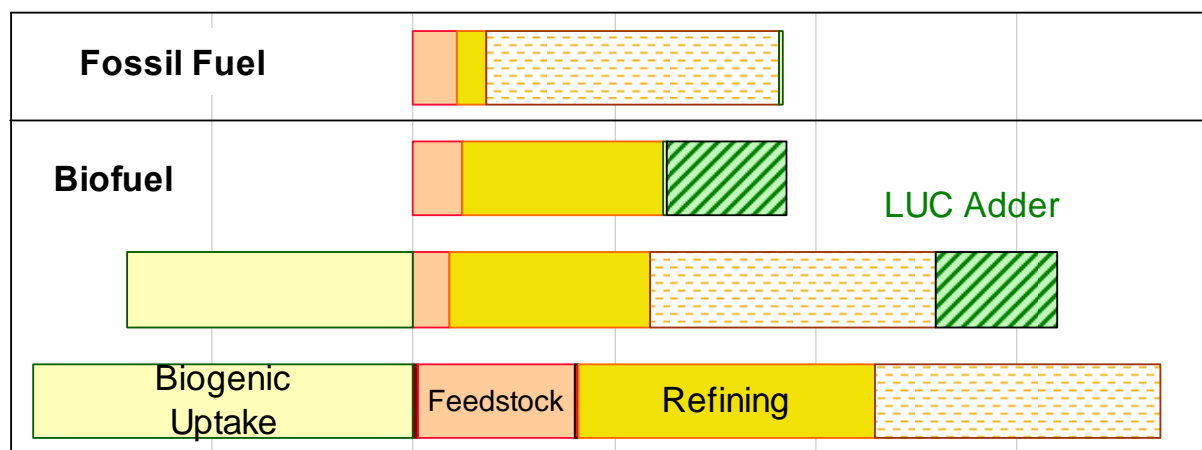 Fossil Fuel
Biofuel
LUC Adder
Biogenic
Uptake
Feedstock
Refining